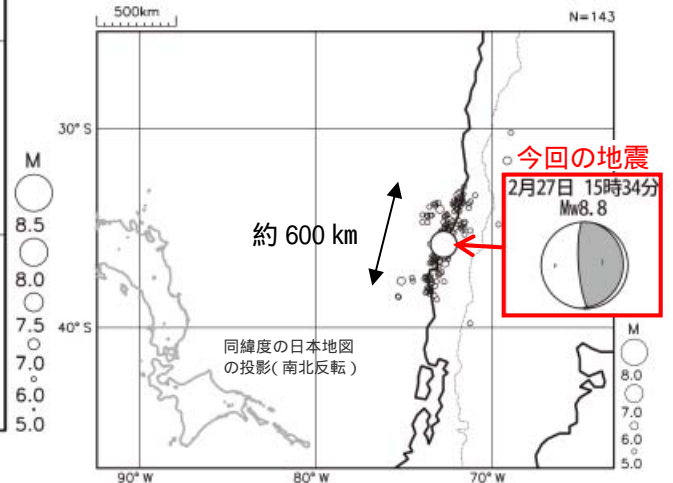 500km
N=143
30°S
M
8.5
8.0
7.5
7.0
6.0
5.0
今回の地震
2月27日 15時34分
Mw8.8
約 600 km
40°S
同緯度の日本地図
の投影(南北反転)
M
8.0
7.0
6.0
5.0
90°W
80°W
70°W